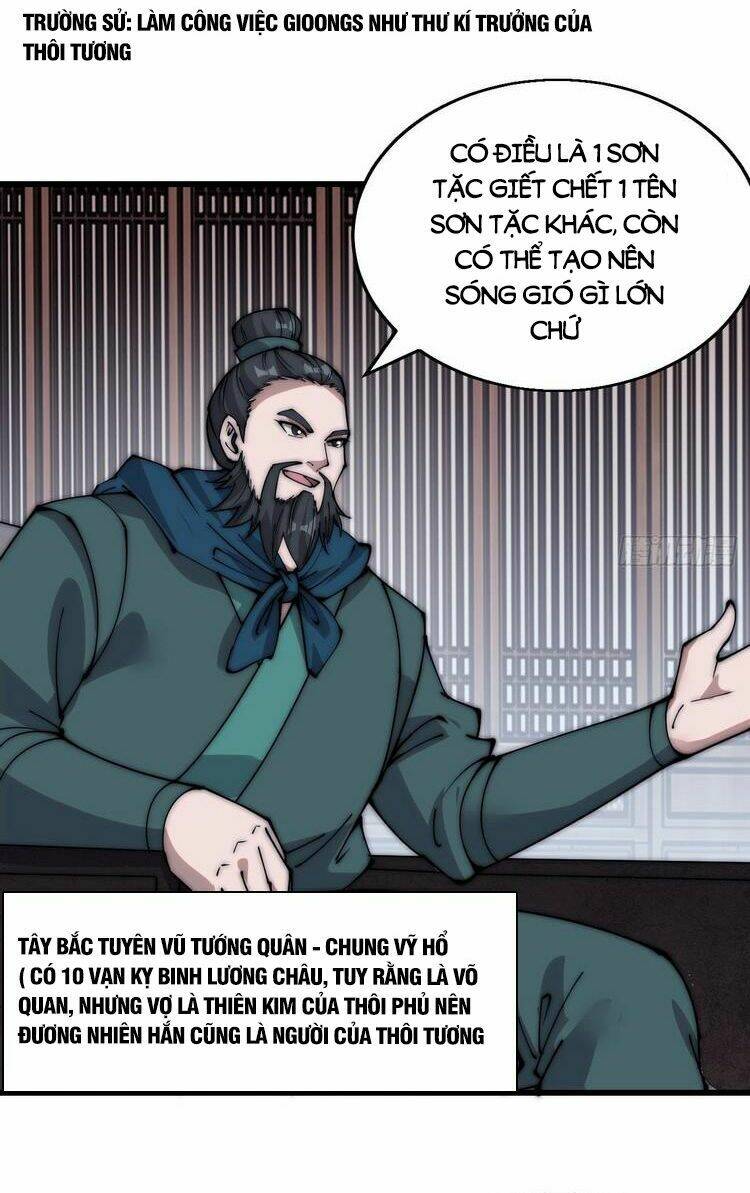 TRƯỜNG SỬ: LÀM CÔNG VIỆC GIOONGS NHƯ THƯ KÍ TRƯỞNG CỦA
THÔI TƯƠNG
CÓ ĐIỀU LÀ 1 SƠN
TẶC GIẾT CHẾT 1 TÊN
SƠN TẶC KHÁC, CÒN
CÓ THỂ TẠO NÊN
SÓNG GIÓ GÌ LỚN
CHỨ
TÂY BẮC TUYÊN VŨ TƯỚNG QUÂN - CHUNG VỸ HỔ
( CÓ 10 VẠN KỴ BINH LƯƠNG CHÂU, TUY RẰNG LÀ VÕ
QUAN, NHƯNG VỢ LÀ THIÊN KIM CỦA THÔI PHỦ NÊN
ĐƯƠNG NHIÊN HẮN CŨNG LÀ NGƯỜI CỦA THÔI TƯƠNG